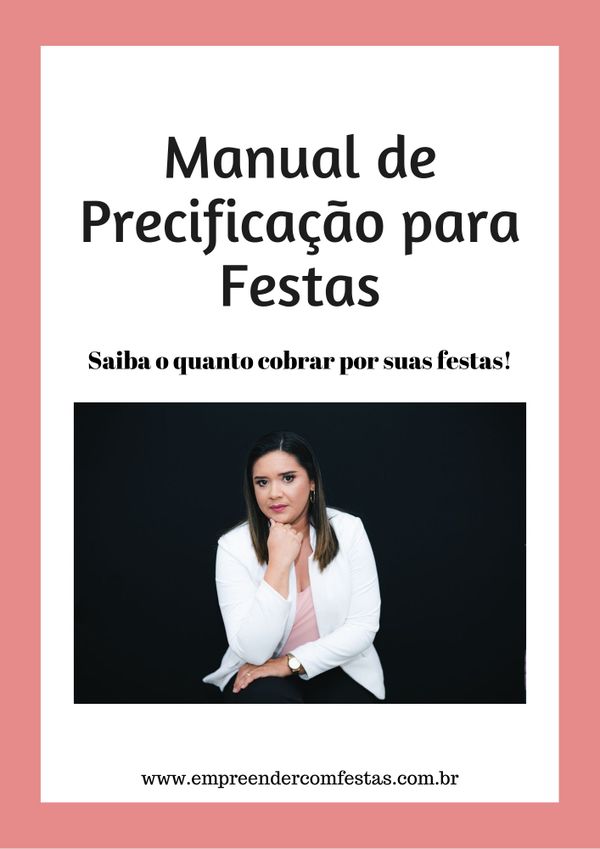 Manual de
Precificação para
Festas
Saiba o quanto cobrar por suas festas!
www.empreendercomfestas.com.br